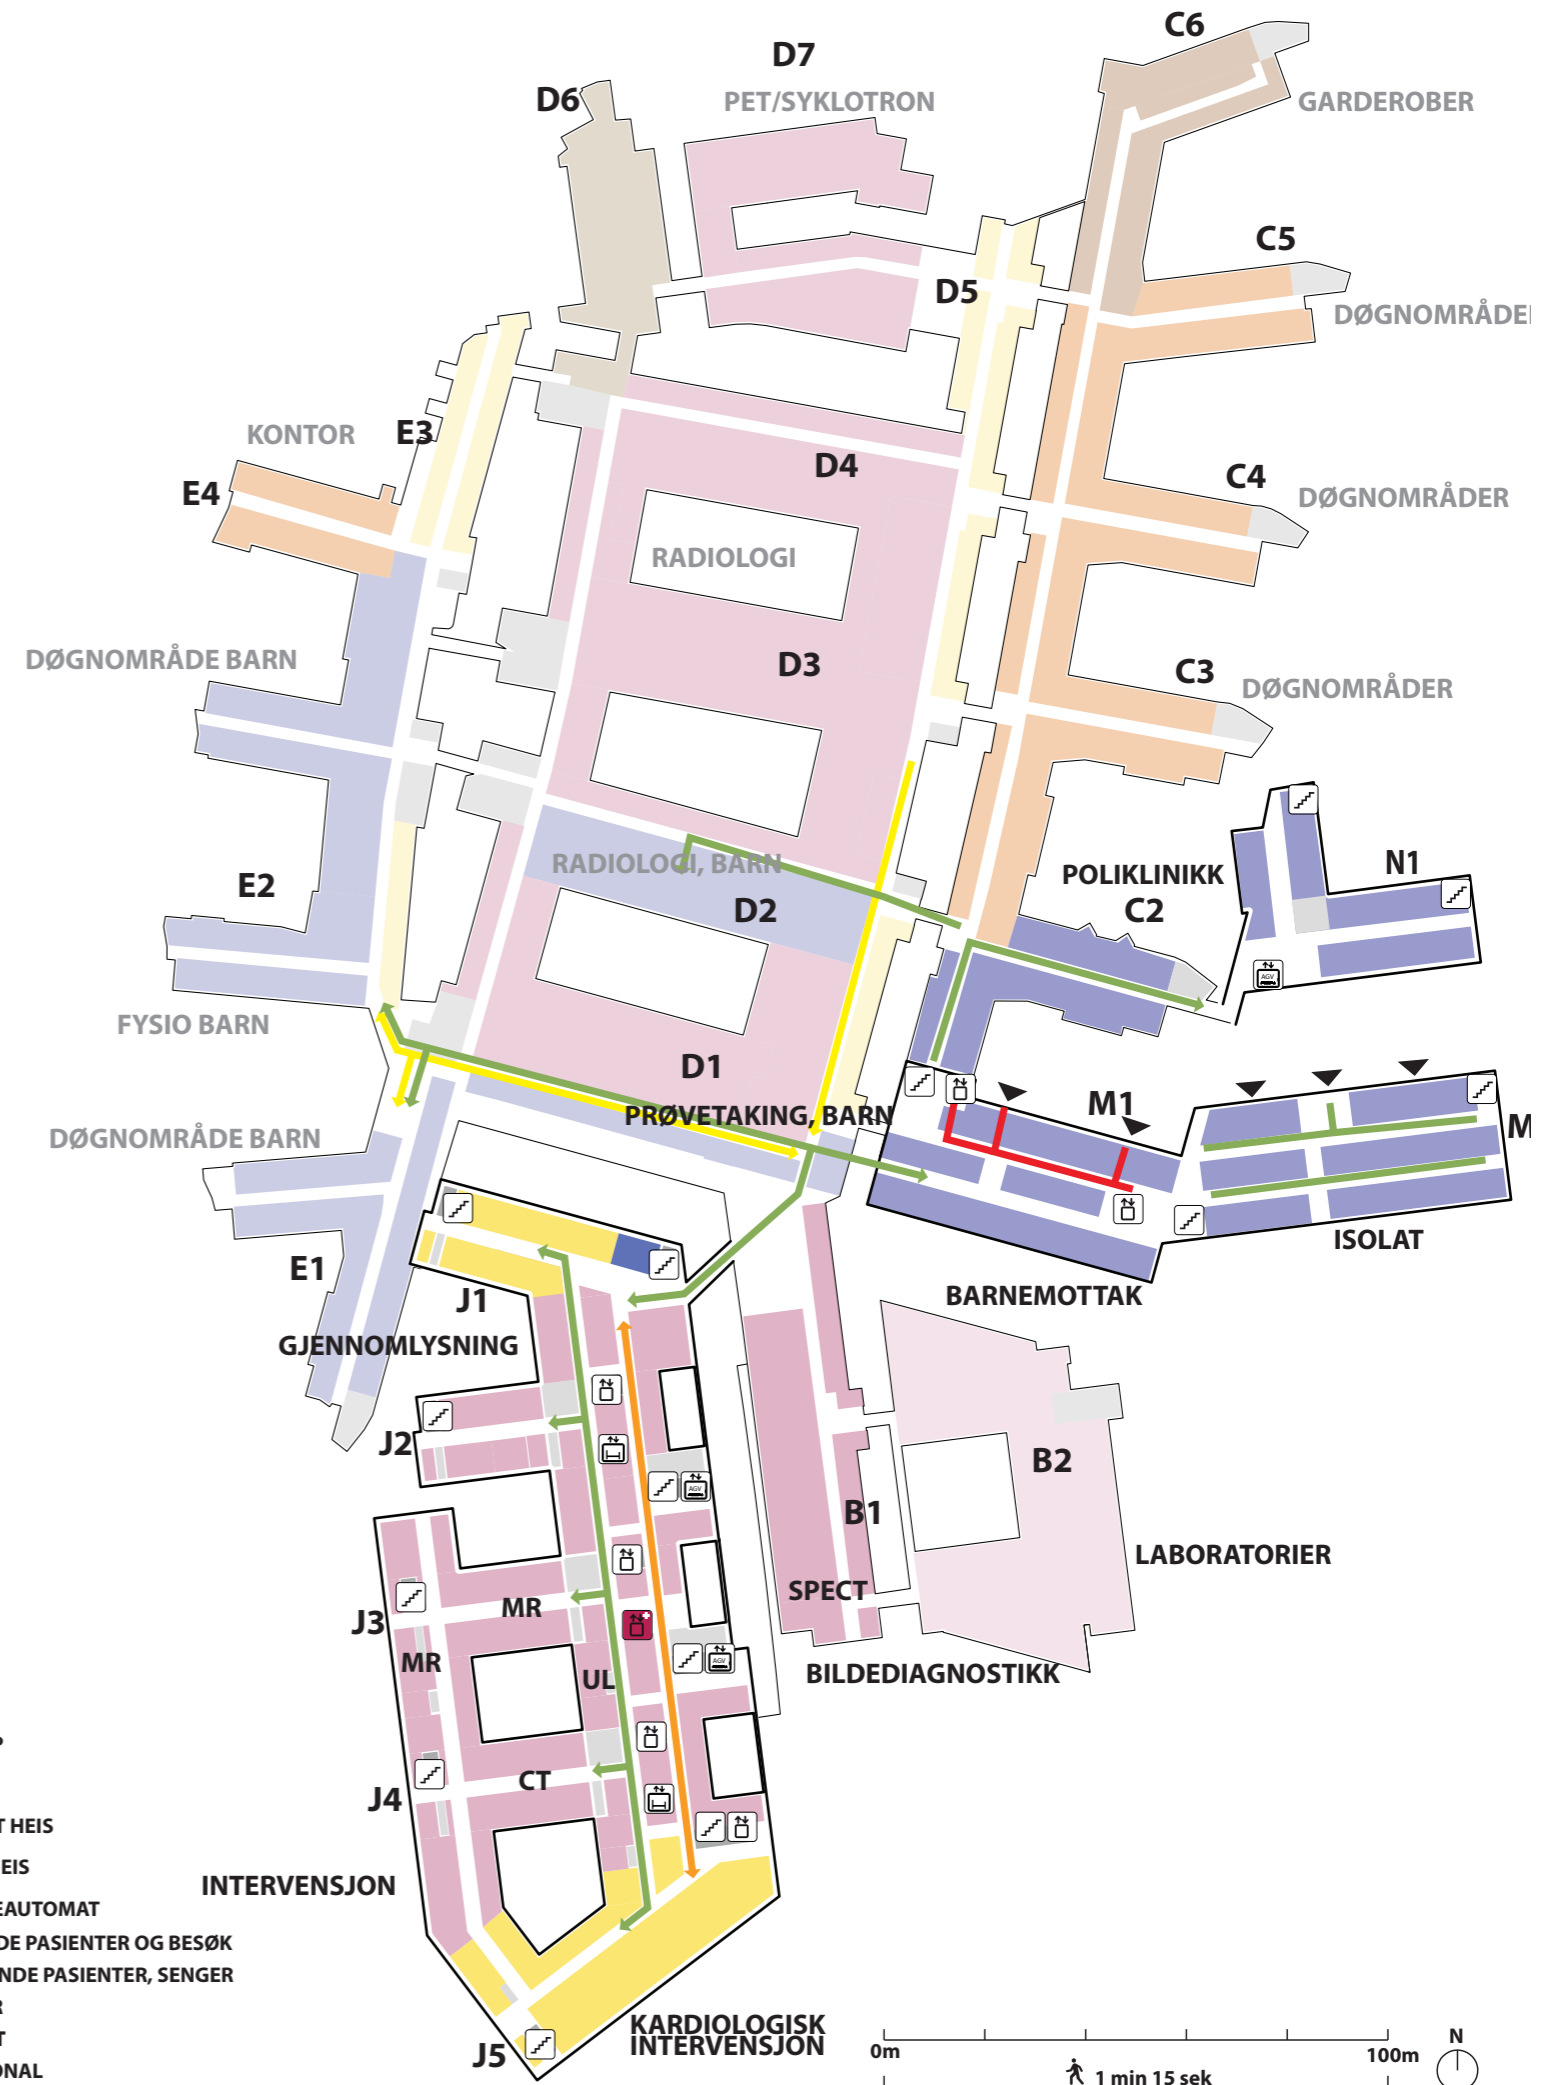 C6
D7
D6
PET/SYKLOTRON
GARDEROBER
C5
D5
DØGNOMRÅDE
KONTOR
E3
D4
C4
E4
DØGNOMRÅDER
RADIOLOGI
DØGNOMRÅDE BARN
D3
C3
DØGNOMRÅDER
RADIOLOGI, BARN
POLIKLINIKK
N1
E2
D2
C2
AGV
FYSIO BARN
D1
PRØVETAKING, BARN
M1
M
DØGNOMRÅDE BARN
ISOLAT
E1
BARNEMOTTAK
J1
GJENNOMLYSNING
J2
B2
AGV
B1
LABORATORIER
SPECT
MR
J3
MR
UL
AGV
BILDEDIAGNOSTIKK
CT
J4
T HEIS
EIS
INTERVENSJON
EAUTOMAT
DE PASIENTER OG BESØK
NDE PASIENTER, SENGER
R
T
ONAL
KARDIOLOGISK
INTERVENSJON
J5
0m
100m
N
1 min 15 sek